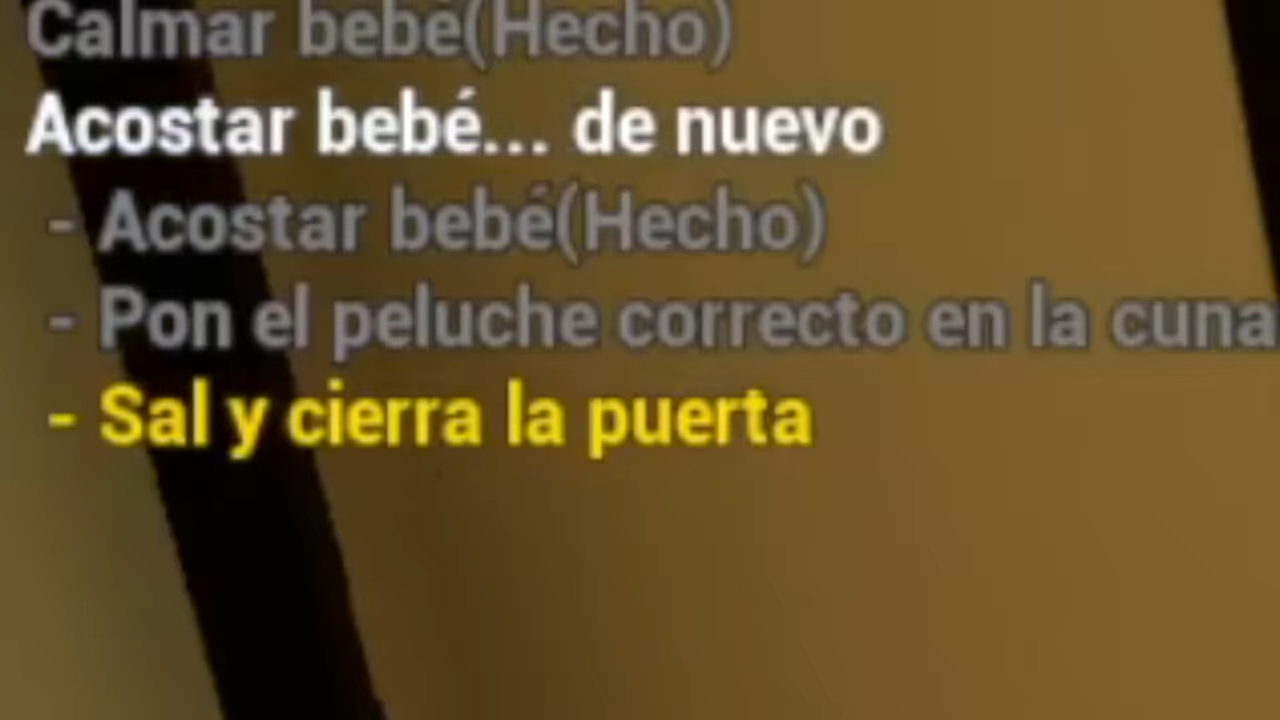 Calmar bebé(Hecho)
Acostar bebé... de nuevo
- Acostar bebé(Hecho)
- Pon el peluche correcto en la cuna
- Sal y cierra la puerta